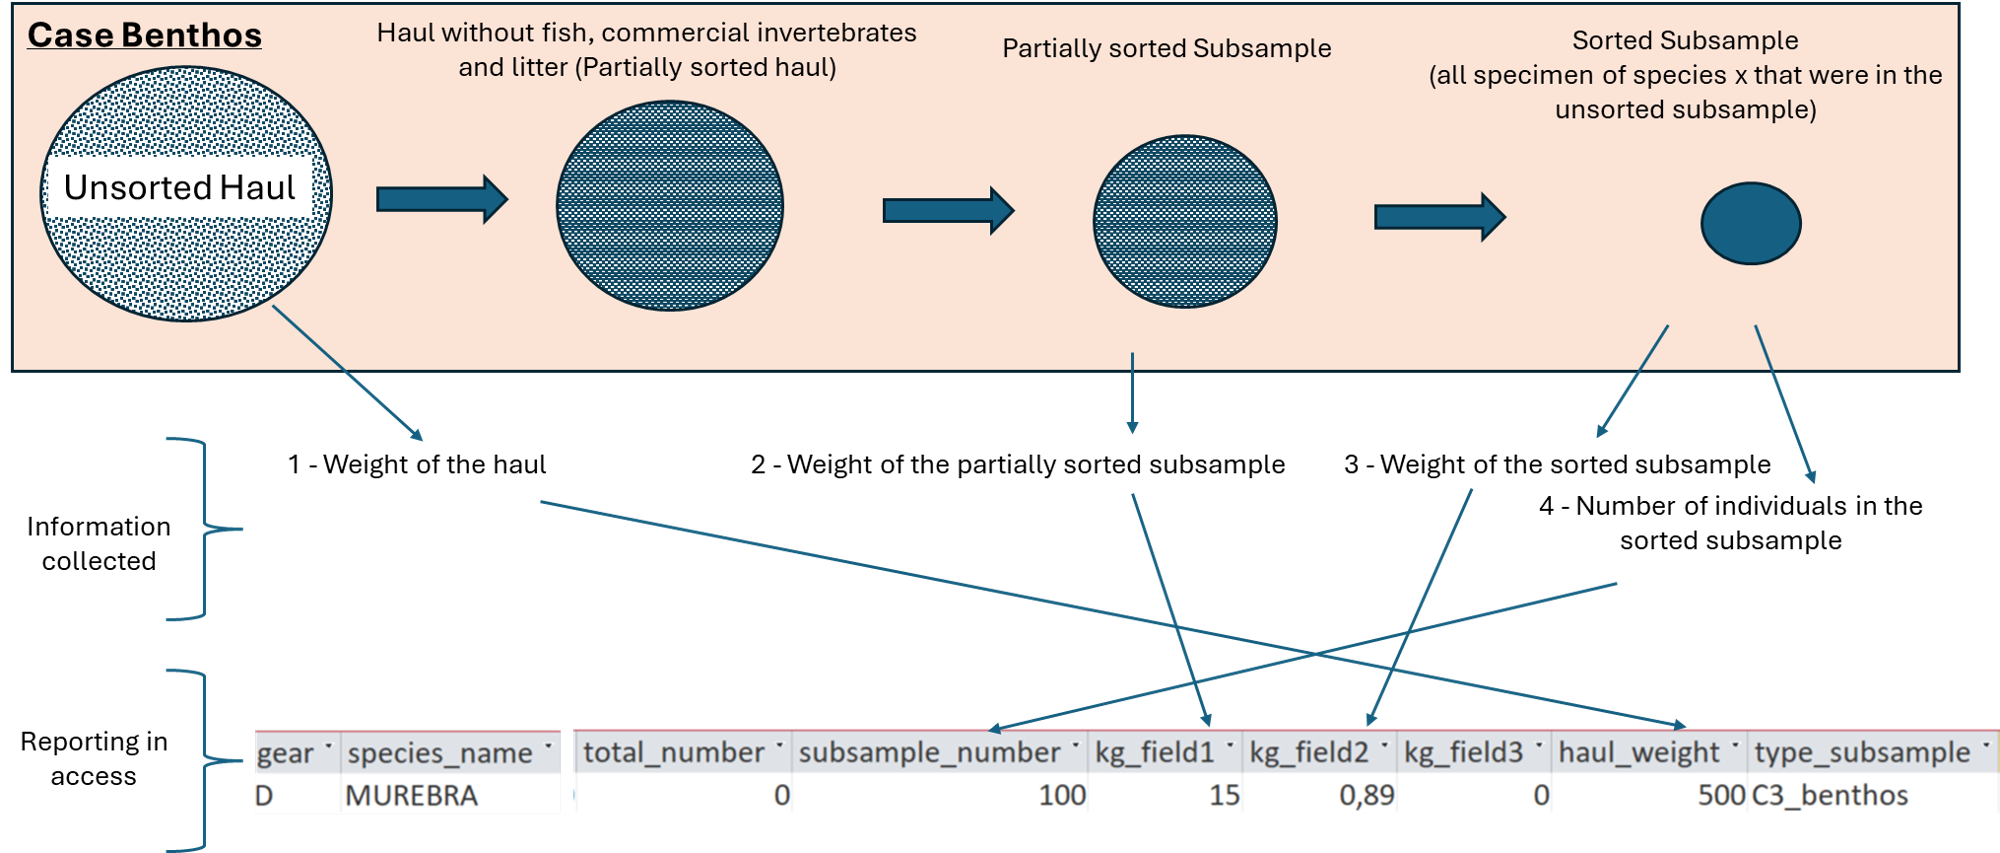 Case Benthos
Haul without fish, commercial invertebrates
and litter (Partially sorted haul)
Partially sorted Subsample
Sorted Subsample
(all specimen of species x that were in the
unsorted subsample)
Unsorted Haul
Information
collected
1 - Weight of the haul
2 - Weight of the partially sorted subsample
3 - Weight of the sorted subsample
4 - Number of individuals in the
sorted subsample
Reporting in
access
gear species_name total_number subsample_number kg_field1 kg_field2 kg_field3 haul_weight type_subsample
D MUREBRA 0 100 15 0,89 0 500 C3_benthos